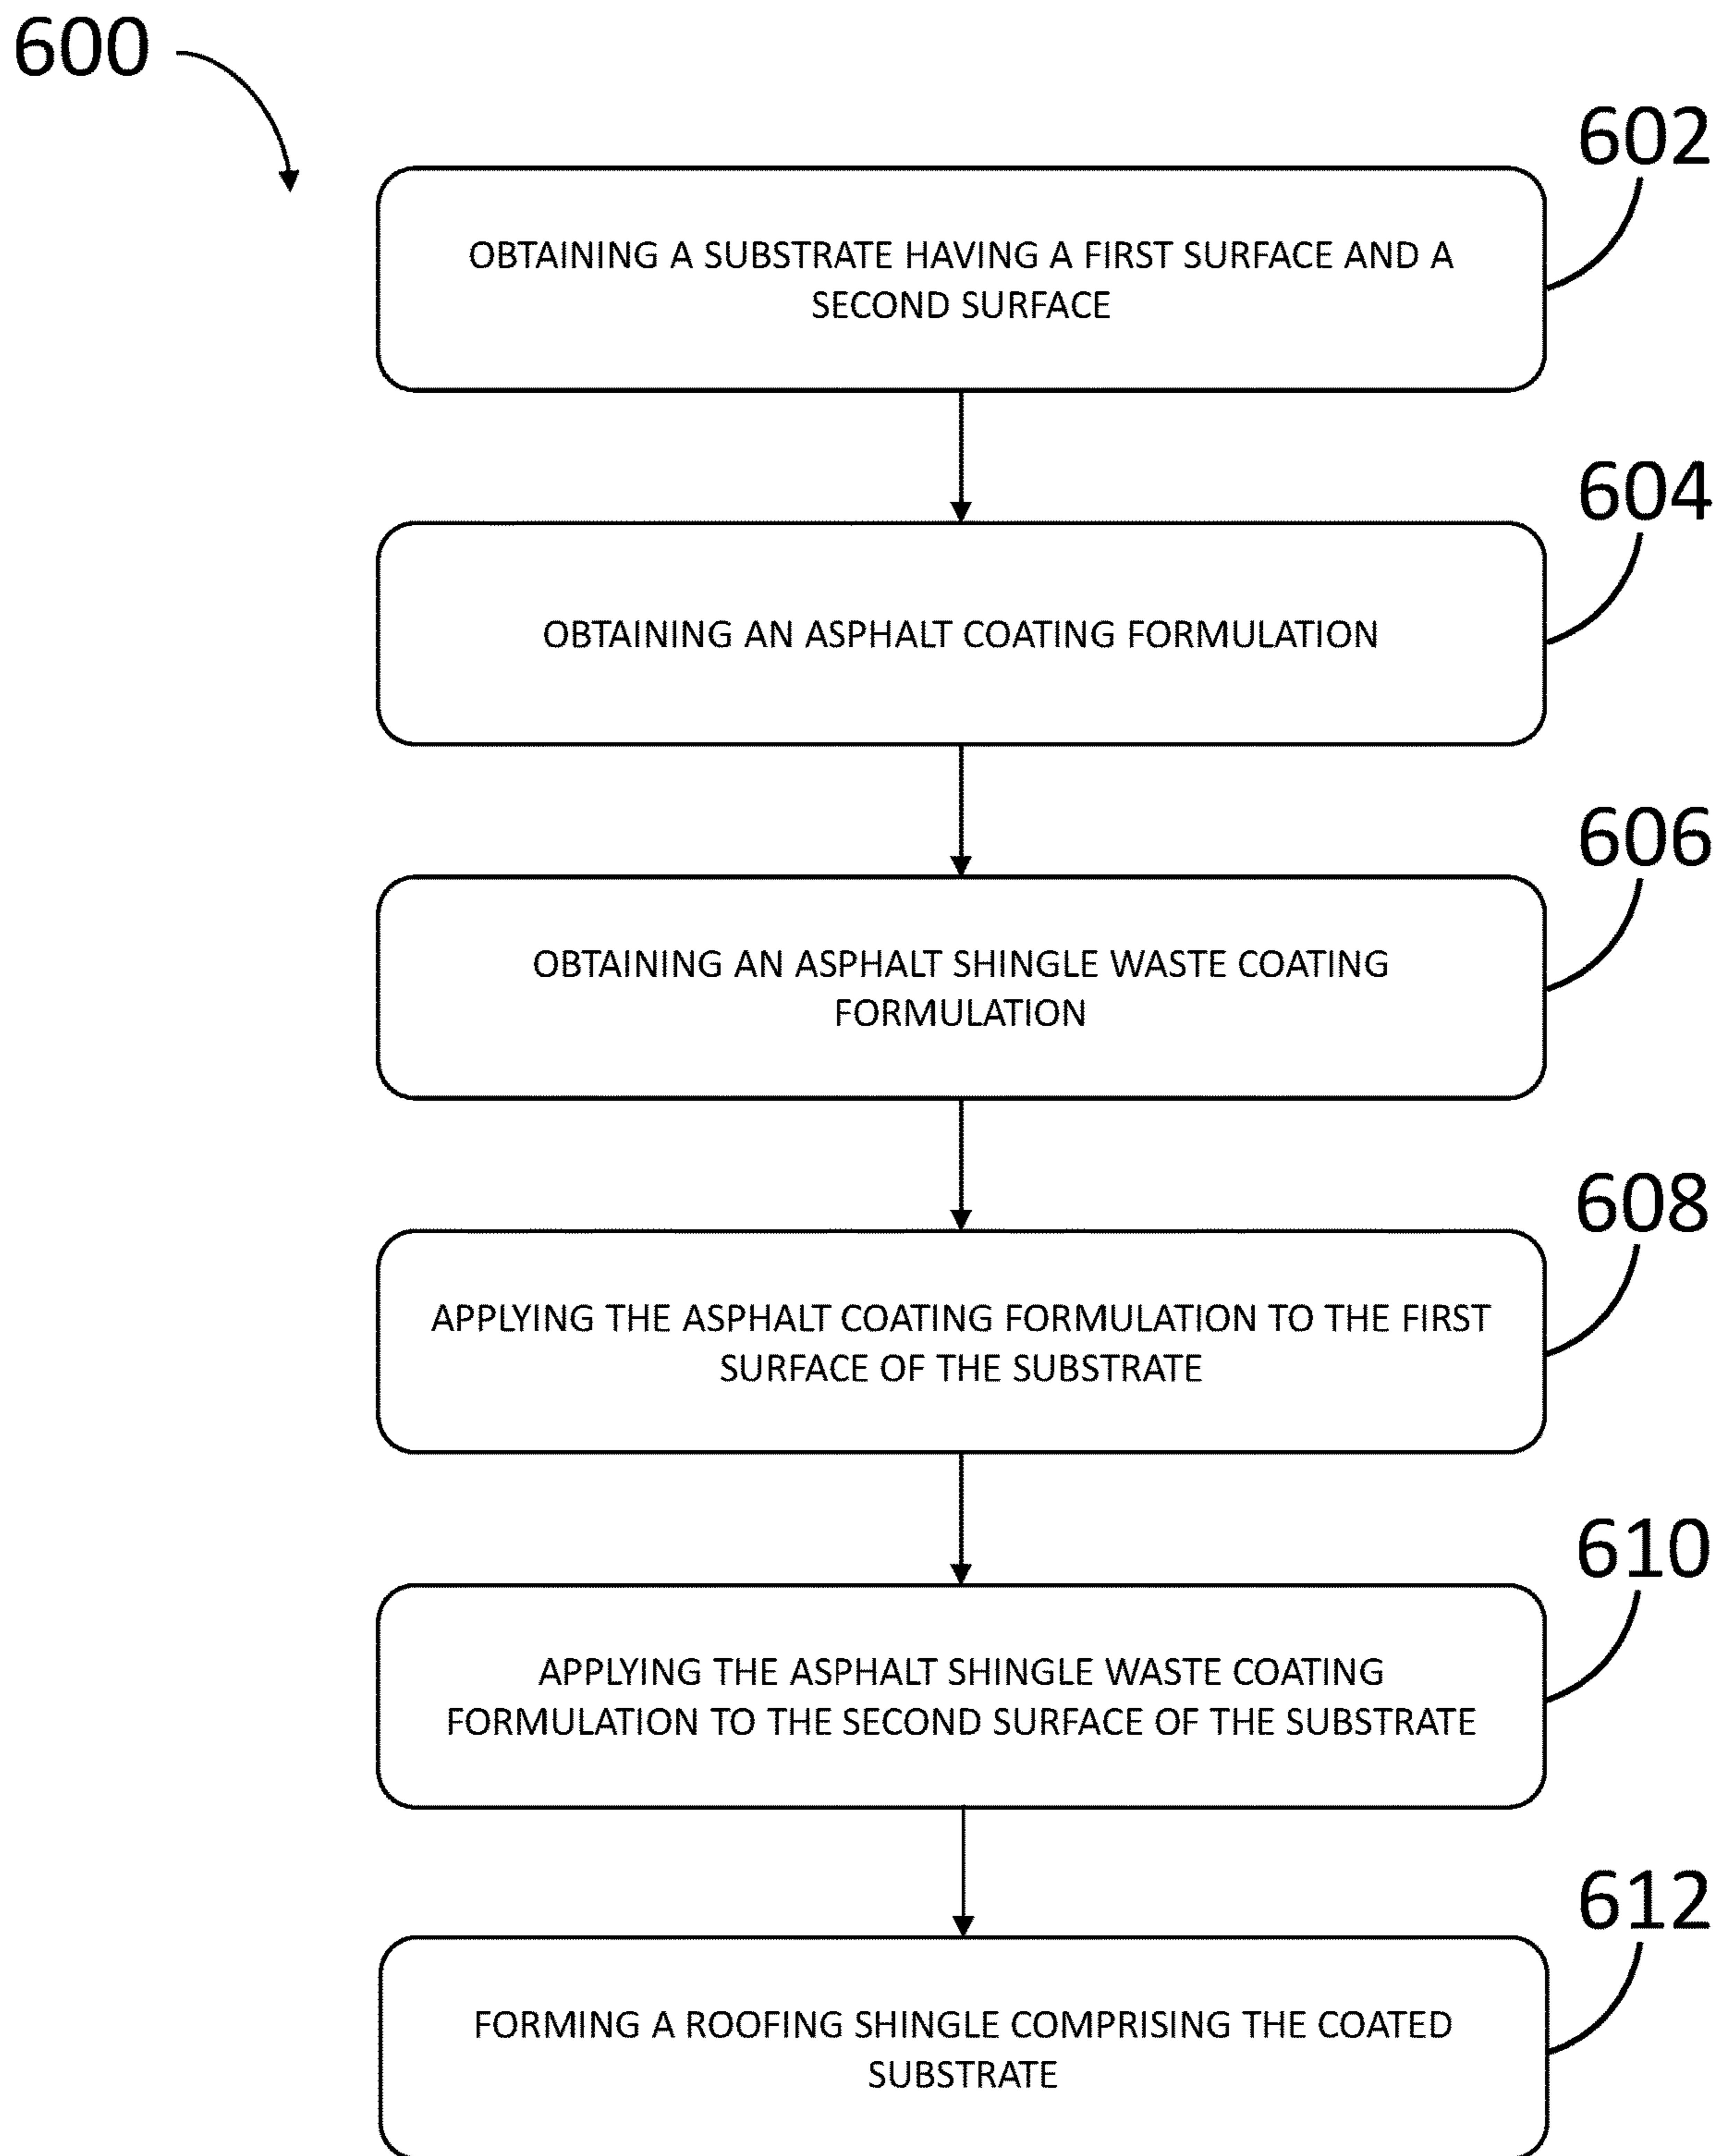 600
602
OBTAINING A SUBSTRATE HAVING A FIRST SURFACE AND A
SECOND SURFACE
604
OBTAINING AN ASPHALT COATING FORMULATION
606
OBTAINING AN ASPHALT SHINGLE WASTE COATING
FORMULATION
608
APPLYING THE ASPHALT COATING FORMULATION TO THE FIRST
SURFACE OF THE SUBSTRATE
610
APPLYING THE ASPHALT SHINGLE WASTE COATING
FORMULATION TO THE SECOND SURFACE OF THE SUBSTRATE
612
FORMING A ROOFING SHINGLE COMPRISING THE COATED
SUBSTRATE